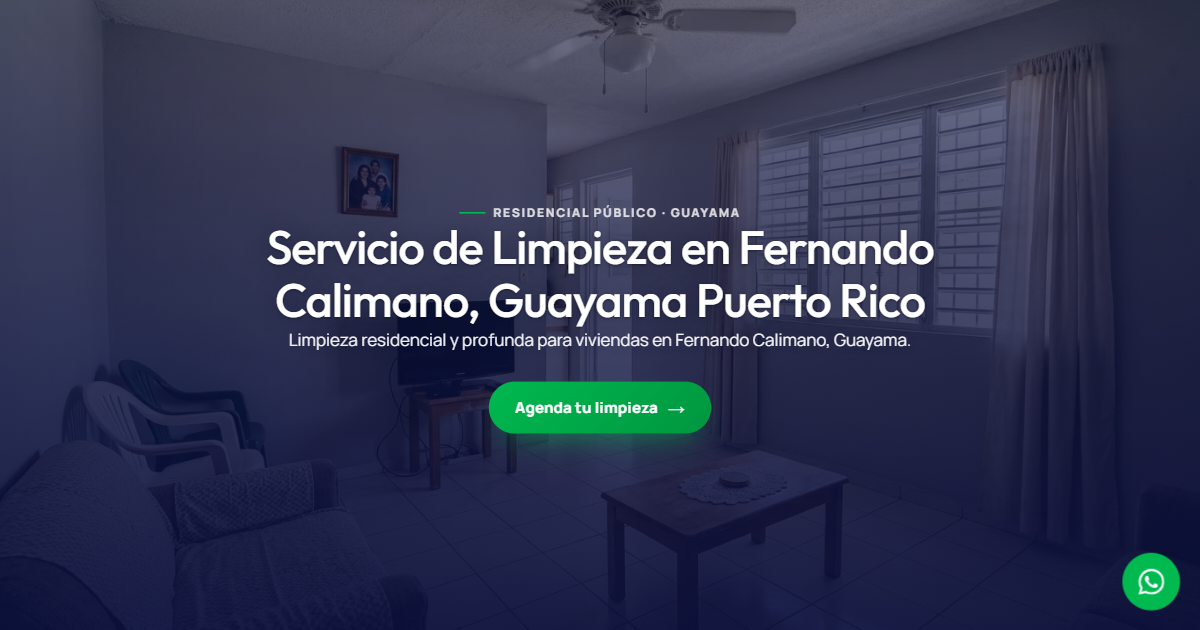 RESIDENCIAL PÚBLICO · GUAYAMA
Servicio de Limpieza en Fernando
Calimano, Guayama Puerto Rico
Limpieza residencial y profunda para viviendas en Fernando Calimano, Guayama.
Agenda tu limpieza →